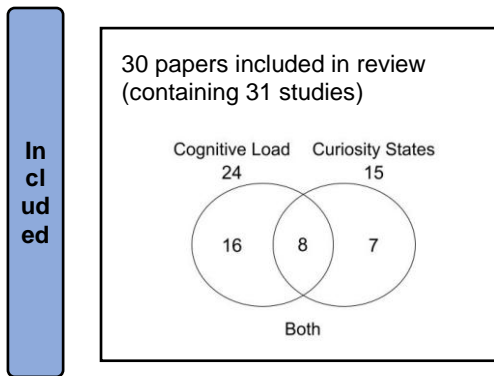 In
cl
ud
ed
30 papers included in review
(containing 31 studies)
Cognitive Load Curiosity States
24 15
16 8 7
Both